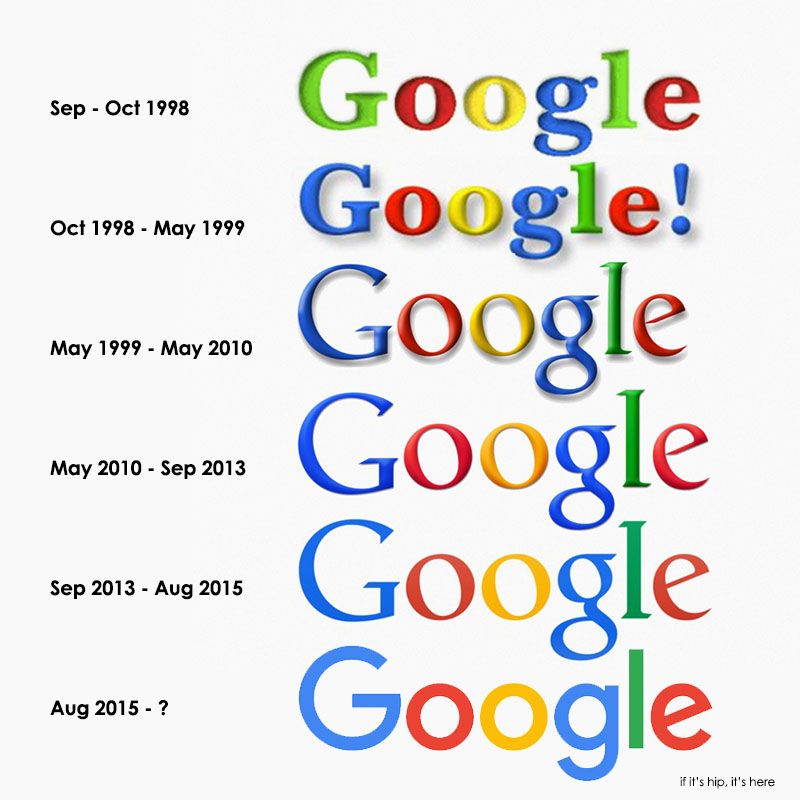 Sep - Oct 1998
Google
Oct 1998 - May 1999
Google!
May 1999 - May 2010
Google
May 2010 - Sep 2013
Google
Sep 2013 - Aug 2015
Google
Aug 2015 - ?
Google
if it's hip, it's here